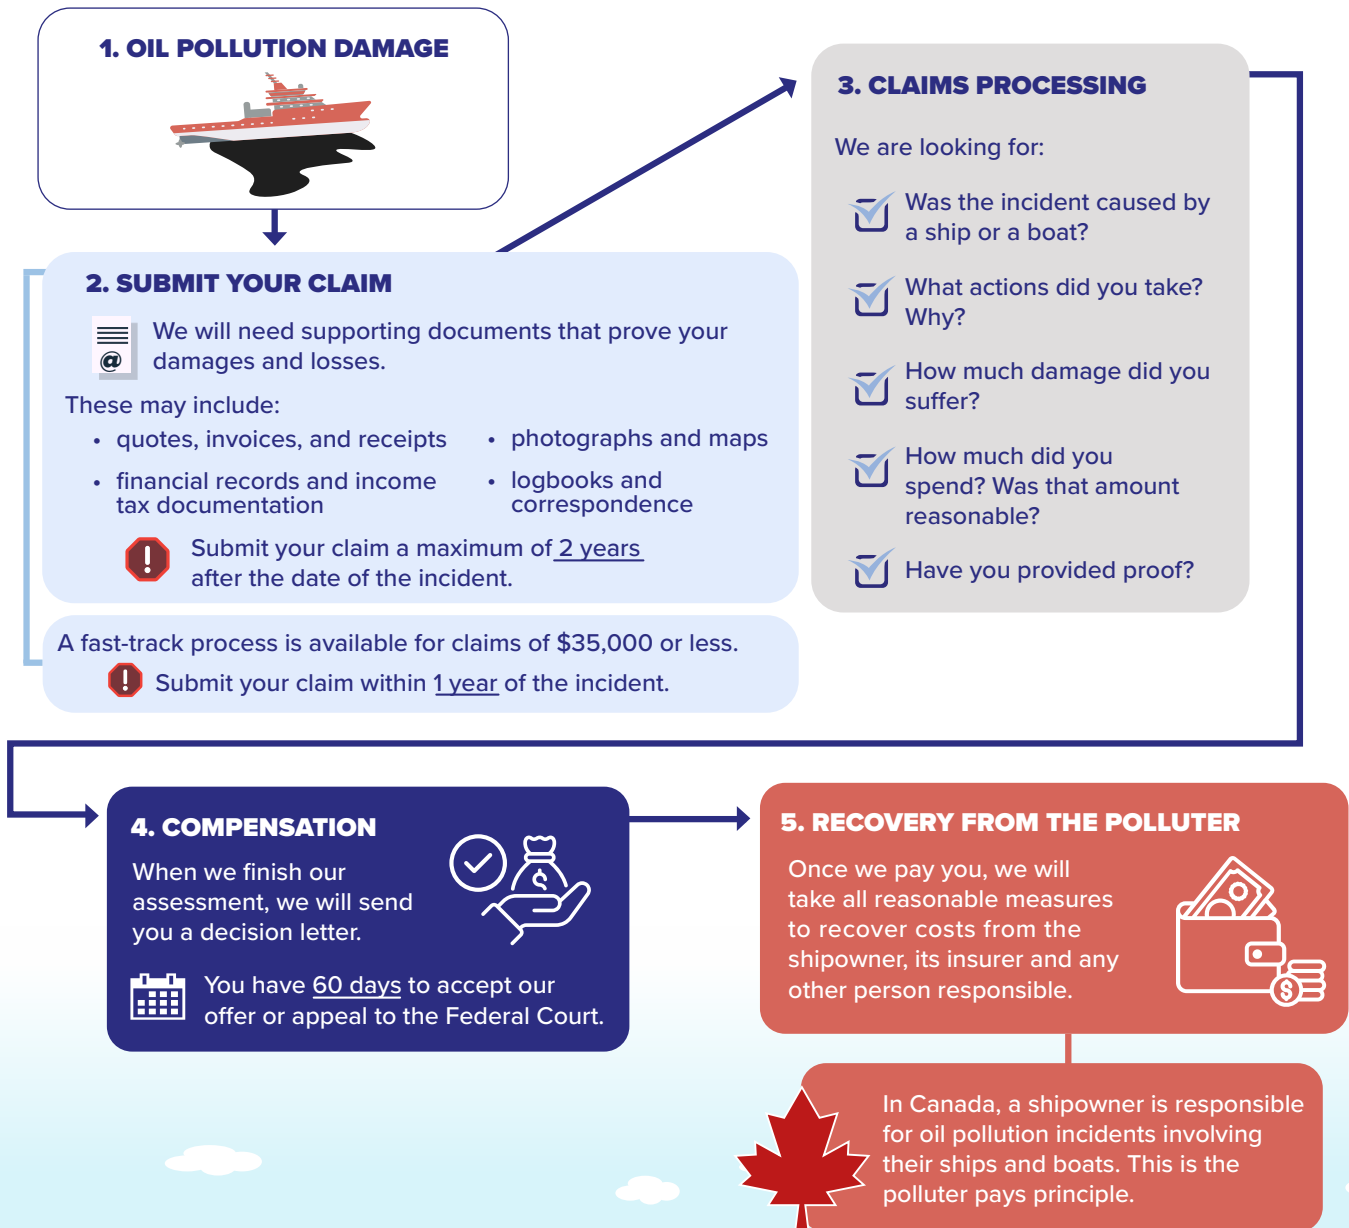 1. OIL POLLUTION DAMAGE
2. SUBMIT YOUR CLAIM
@
We will need supporting documents that prove your
damages and losses.
These may include:
• quotes, invoices, and receipts
• financial records and income
tax documentation
• photographs and maps
• logbooks and
correspondence
!
Submit your claim a maximum of 2 years
after the date of the incident.
A fast-track process is available for claims of $35,000 or less.
!
Submit your claim within 1 year of the incident.
3. CLAIMS PROCESSING
We are looking for:
Was the incident caused by
a ship or a boat?
What actions did you take?
Why?
How much damage did you
suffer?
How much did you
spend? Was that amount
reasonable?
Have you provided proof?
4. COMPENSATION
When we finish our
assessment, we will send
you a decision letter.
$
You have 60 days to accept our
offer or appeal to the Federal Court.
5. RECOVERY FROM THE POLLUTER
Once we pay you, we will
take all reasonable measures
to recover costs from the
shipowner, its insurer and any
other person responsible.
$
In Canada, a shipowner is responsible
for oil pollution incidents involving
their ships and boats. This is the
polluter pays principle.